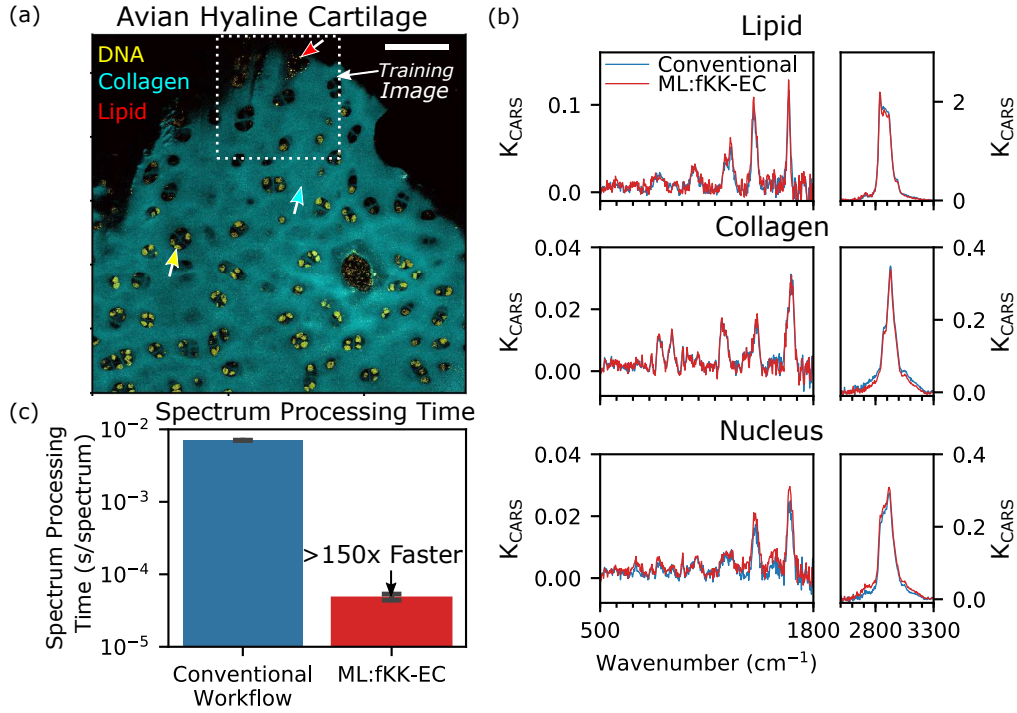 (a)
Avian Hyaline Cartilage
DNA
Collagen
Lipid
Training
Image
(b)
Lipid
Conventional
ML:fKK-EC
K_CARS
0.1
0.0
2
0
K_CARS
Collagen
K_CARS
0.04
0.02
0.00
0.4
0.2
0.0
K_CARS
Nucleus
K_CARS
0.04
0.02
0.00
0.4
0.2
0.0
K_CARS
500
1800
2800
3300
Wavenumber (cm⁻¹)
(c)
Spectrum Processing Time
Spectrum Processing
Time (s/spectrum)
10⁻²
10⁻³
10⁻⁴
10⁻⁵
>150x Faster
Conventional
Workflow
ML:fKK-EC